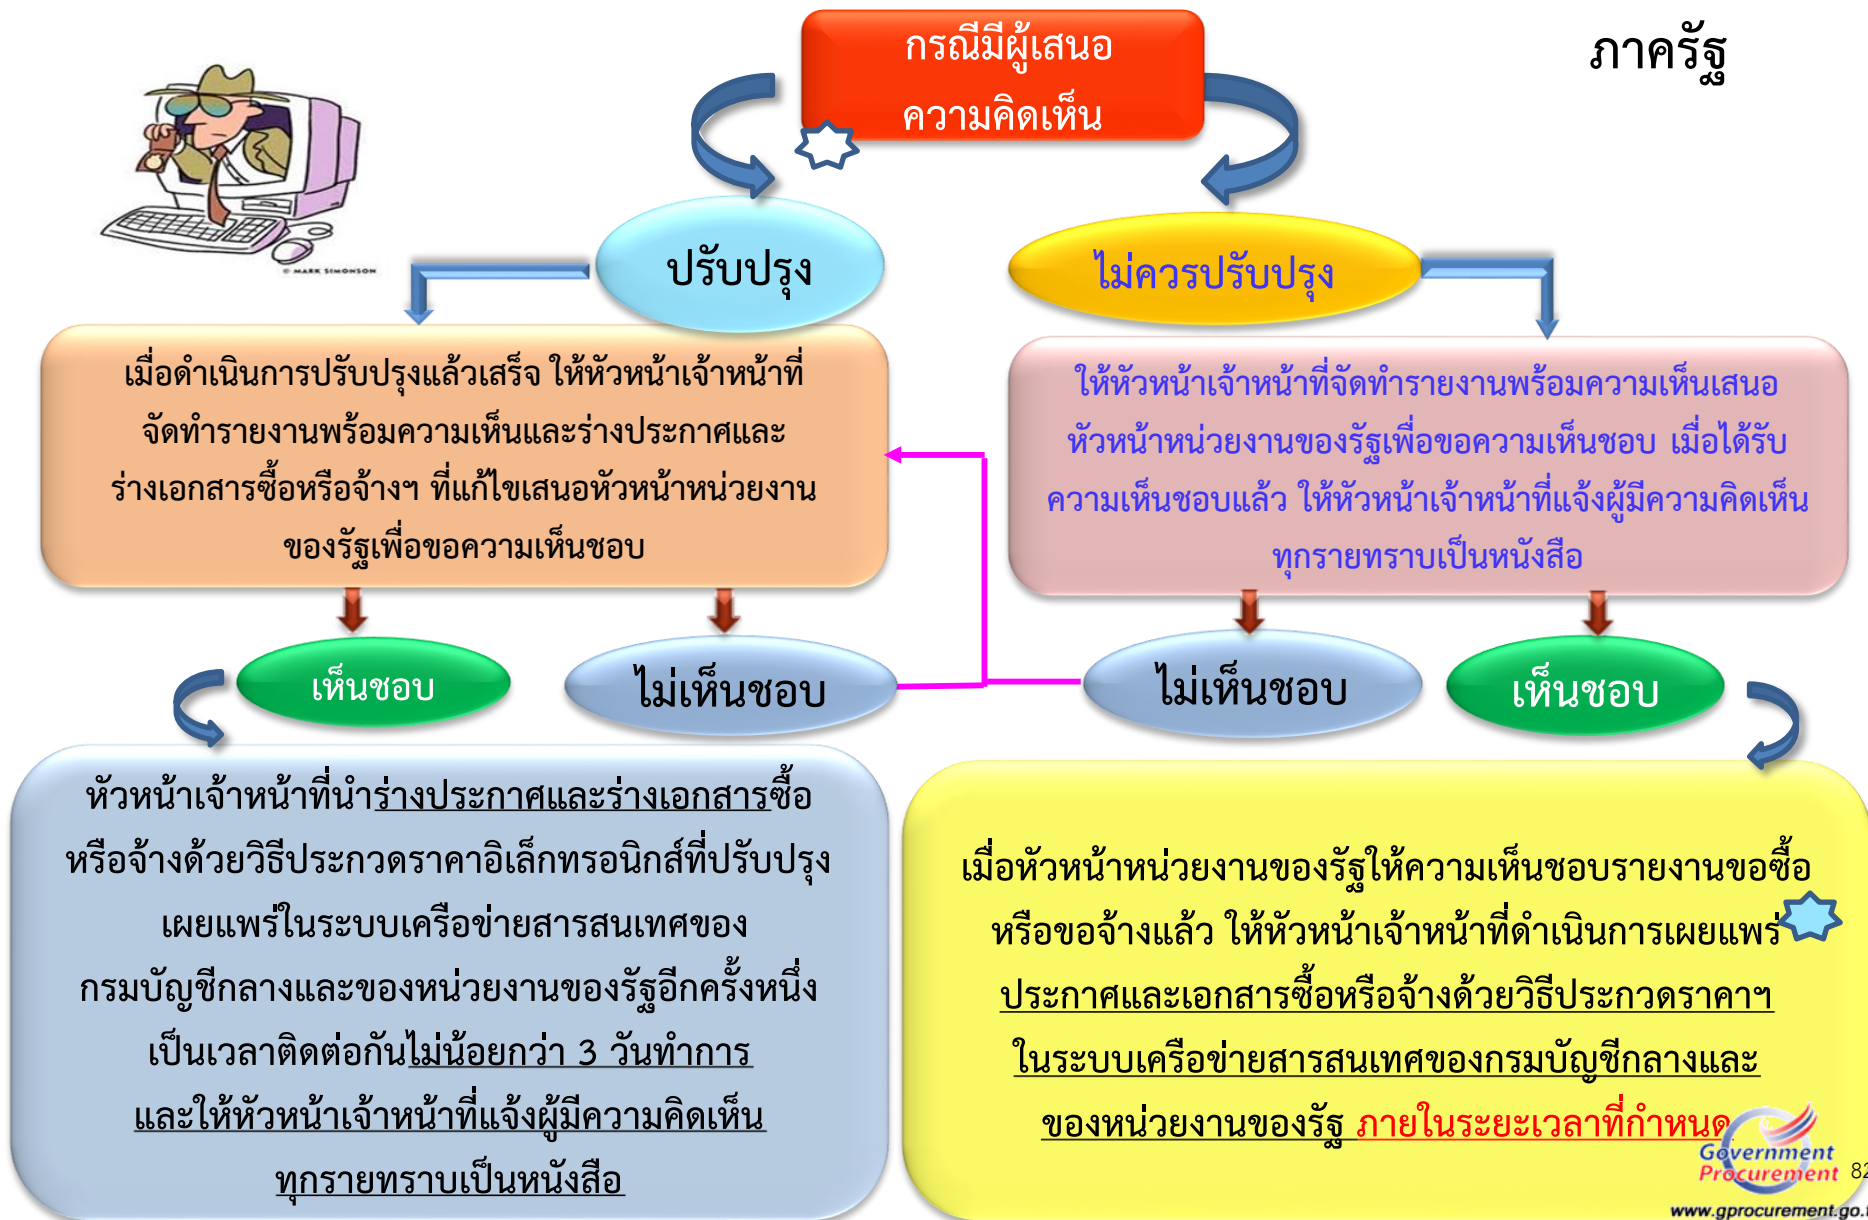 ภาครัฐ
กรณีมีผู้เสนอ
ความคิดเห็น
© MARK SIMONSON
ปรับปรุง
ไม่ควรปรับปรุง
เมื่อดำเนินการปรับปรุงแล้วเสร็จ ให้หัวหน้าเจ้าหน้าที่
จัดทำรายงานพร้อมความเห็นและร่างประกาศและ
ร่างเอกสารซื้อหรือจ้างฯ ที่แก้ไขเสนอหัวหน้าหน่วยงาน
ของรัฐเพื่อขอความเห็นชอบ
ให้หัวหน้าเจ้าหน้าที่จัดทำรายงานพร้อมความเห็นเสนอ
หัวหน้าหน่วยงานของรัฐเพื่อขอความเห็นชอบ เมื่อได้รับ
ความเห็นชอบแล้ว ให้หัวหน้าเจ้าหน้าที่แจ้งผู้มีความคิดเห็น
ทุกรายทราบเป็นหนังสือ
เห็นชอบ
ไม่เห็นชอบ
ไม่เห็นชอบ
เห็นชอบ
หัวหน้าเจ้าหน้าที่นำร่างประกาศและร่างเอกสารซื้อ
หรือจ้างด้วยวิธีประกวดราคาอิเล็กทรอนิกส์ที่ปรับปรุง
เผยแพร่ในระบบเครือข่ายสารสนเทศของ
กรมบัญชีกลางและของหน่วยงานของรัฐอีกครั้งหนึ่ง
เป็นเวลาติดต่อกันไม่น้อยกว่า 3 วันทำการ
และให้หัวหน้าเจ้าหน้าที่แจ้งผู้มีความคิดเห็น
ทุกรายทราบเป็นหนังสือ
เมื่อหัวหน้าหน่วยงานของรัฐให้ความเห็นชอบรายงานขอซื้อ
หรือขอจ้างแล้ว ให้หัวหน้าเจ้าหน้าที่ดำเนินการเผยแพร่
ประกาศและเอกสารซื้อหรือจ้างด้วยวิธีประกวดราคาฯ
ในระบบเครือข่ายสารสนเทศของกรมบัญชีกลางและ
ของหน่วยงานของรัฐ ภายในระยะเวลาที่กำหนด
Government
Procurement
82
www.gprocurement.go.t